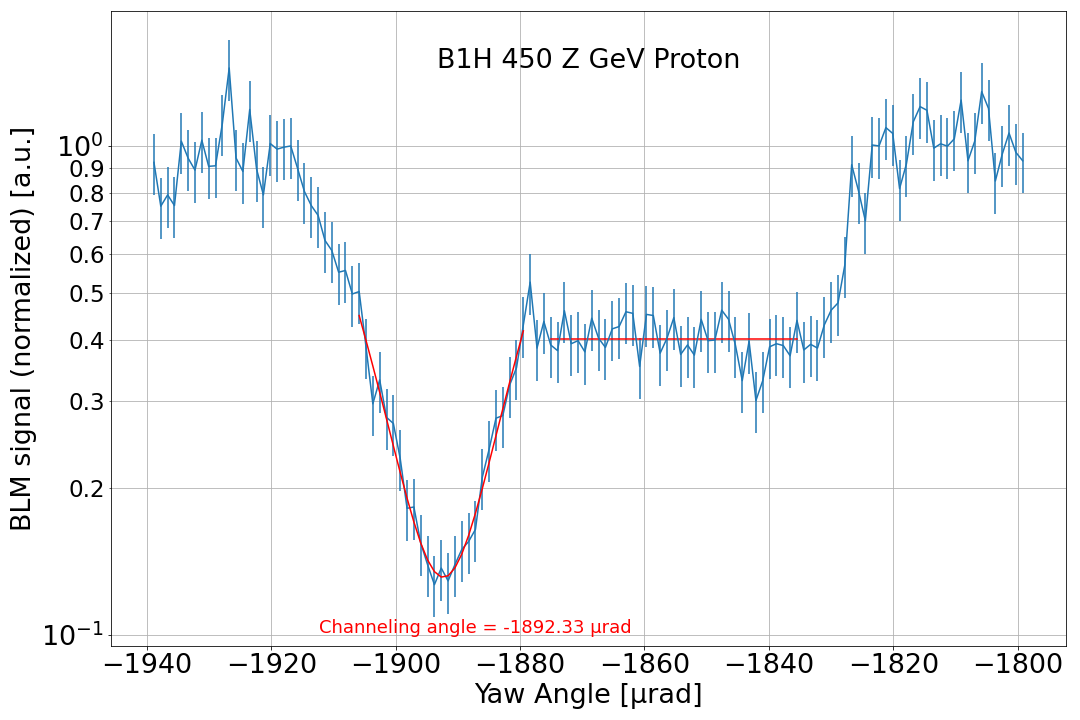 B1H 450 Z GeV Proton
BLM signal (normalized) [a.u.]
10⁰
0.9
0.8
0.7
0.6
0.5
0.4
0.3
0.2
10⁻¹
Channeling angle = -1892.33 μrad
−1940 −1920 −1900 −1880 −1860 −1840 −1820 −1800
Yaw Angle [μrad]